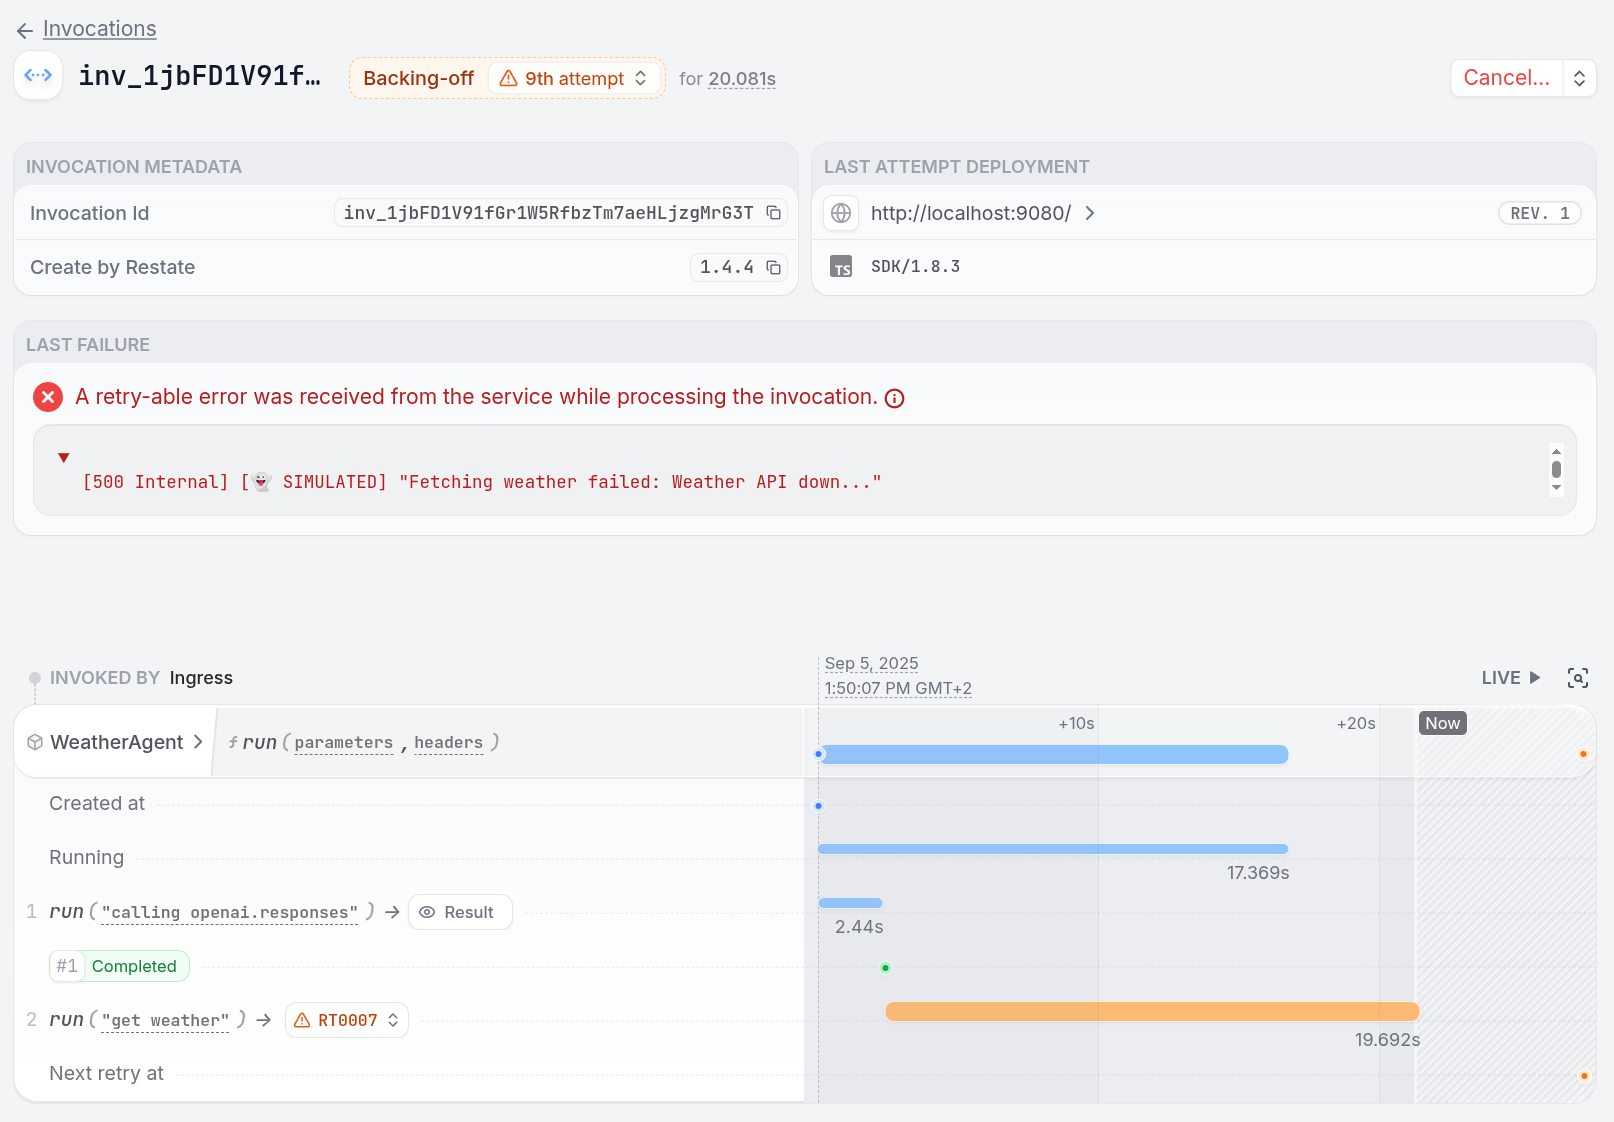 Invocations
inv_1jbFD1V91f… Backing-off 9th attempt for 20.081s Cancel…
INVOCATION METADATA
Invocation Id inv_1jbFD1V91fGr1W5RfbzTm7aeHLjzgMrG3T
Create by Restate 1.4.4
LAST ATTEMPT DEPLOYMENT
http://localhost:9080/ REV. 1
TS SDK/1.8.3
LAST FAILURE
A retry-able error was received from the service while processing the invocation.
[500 Internal] [👻 SIMULATED] "Fetching weather failed: Weather API down..."
INVOKED BY Ingress
Sep 5, 2025
1:50:07 PM GMT+2
LIVE
WeatherAgent ƒ run ( parameters , headers )
+10s +20s Now
Created at
Running
17.369s
1 run ( "calling openai.responses" ) → Result
2.44s
#1 Completed
2 run ( "get weather" ) → RT0007
19.692s
Next retry at